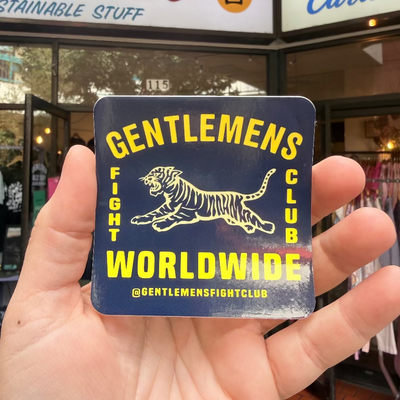 STAINABLE STUFF
115
GENTLEMENS
FIGHT
CLUB
WORLDWIDE
@GENTLEMENSFIGHTCLUB